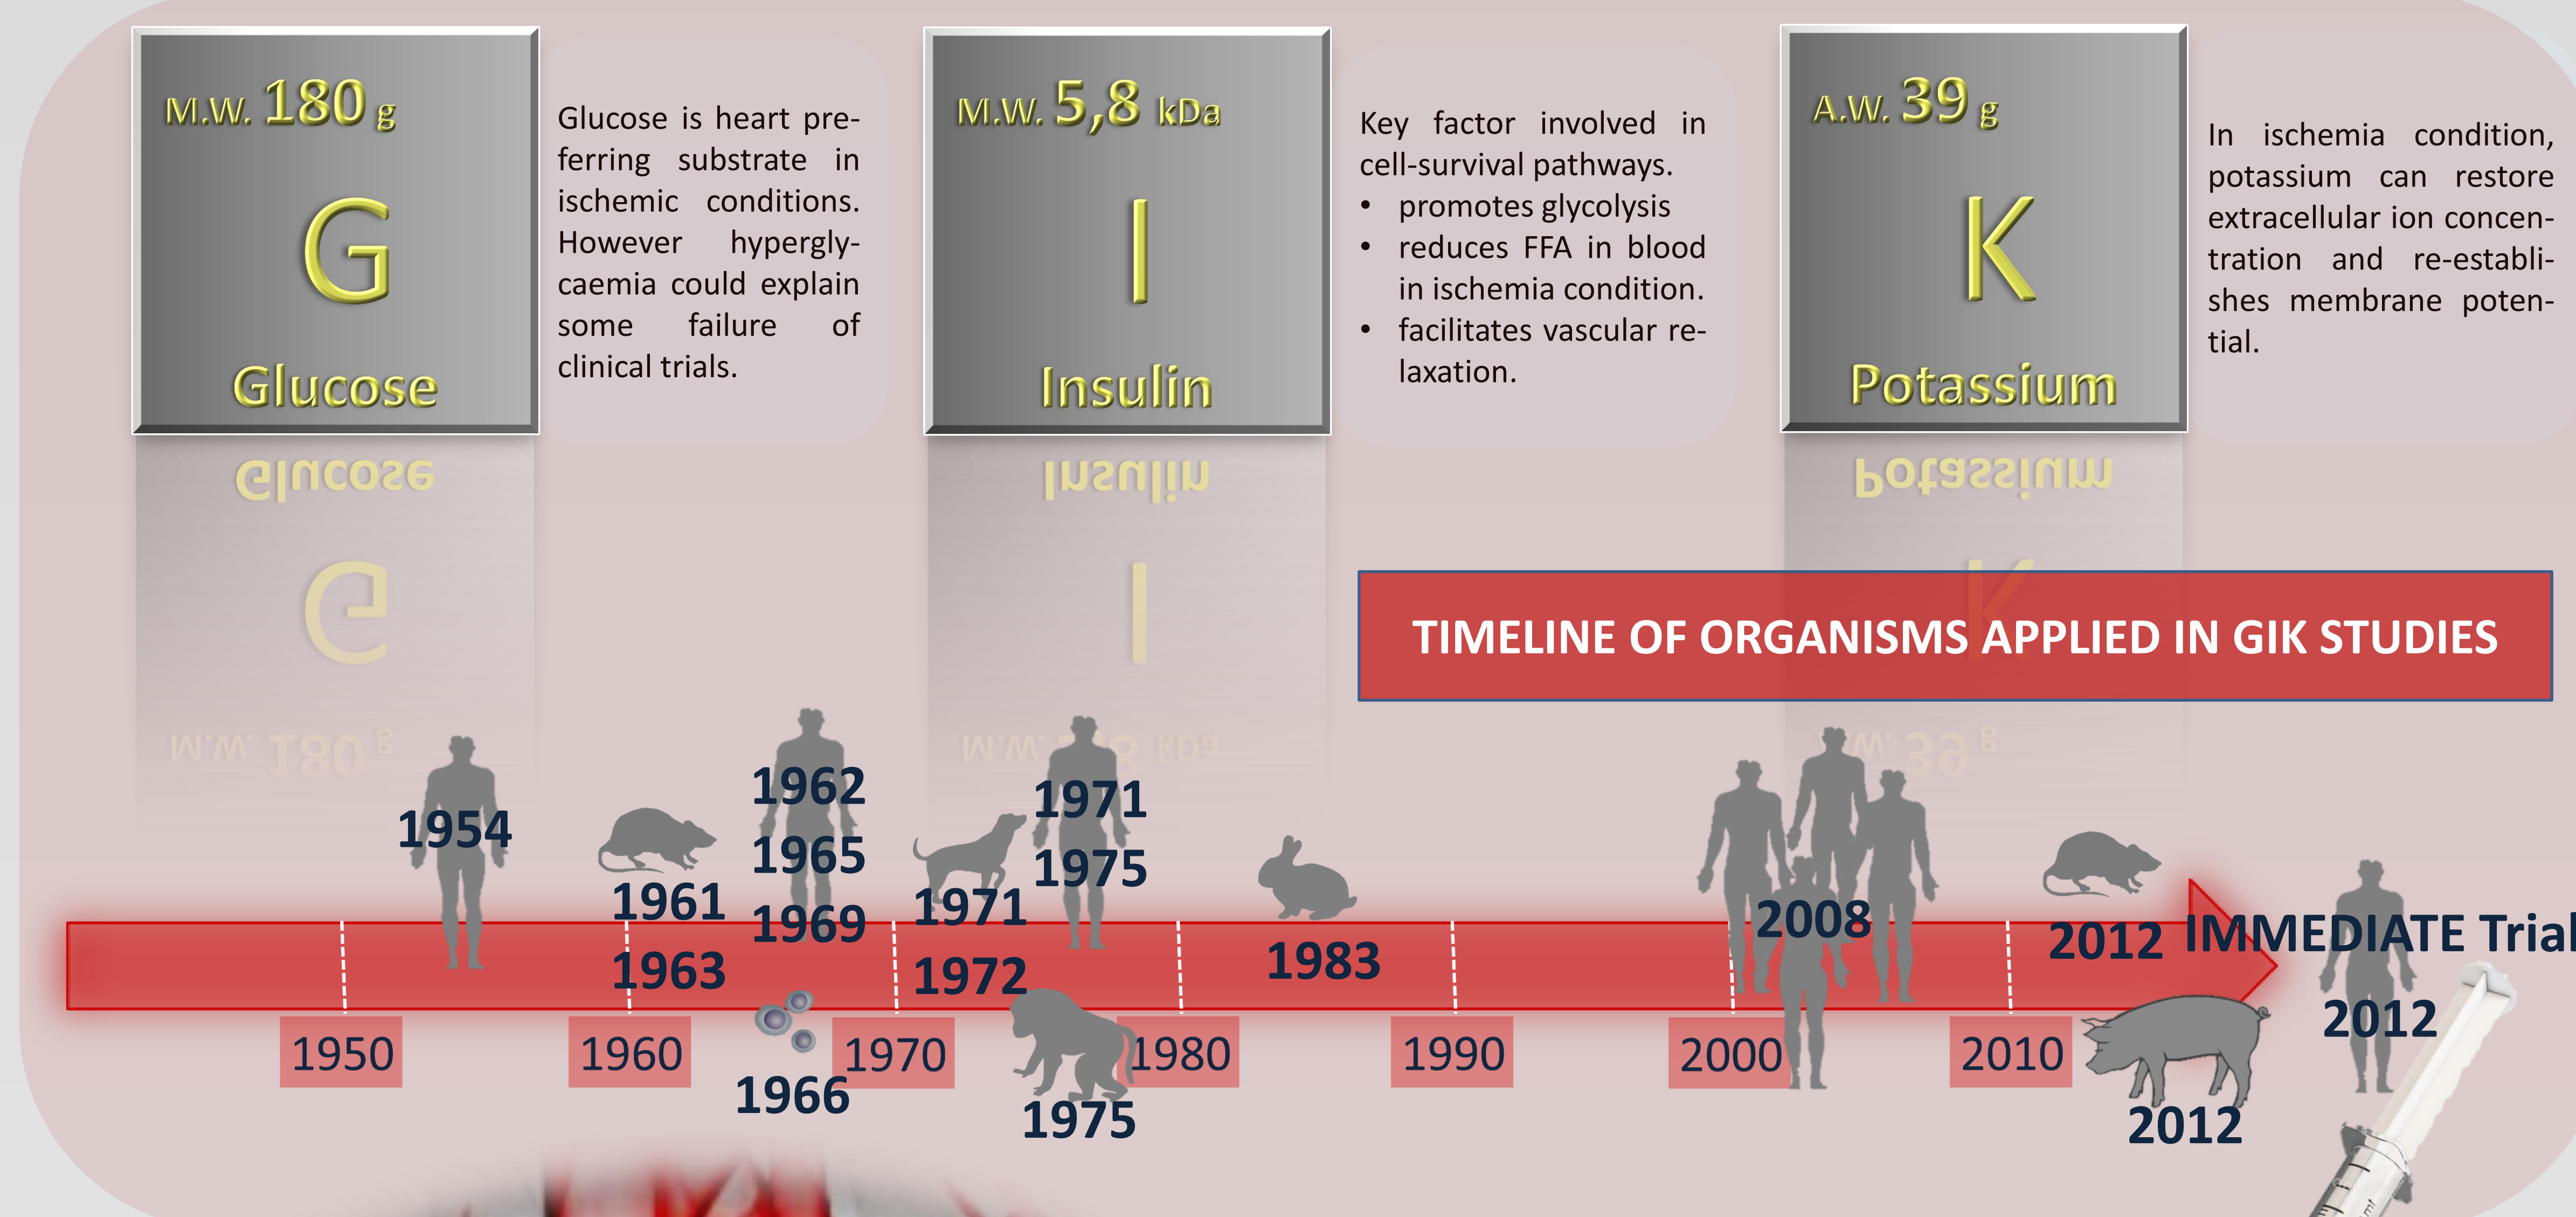 M.W. 180 g
G
Glucose
Glucose is heart pre-
ferring substrate in
ischemic conditions.
However hypergly-
caemia could explain
some failure of
clinical trials.
M.W. 5,8 kDa
I
Insulin
Key factor involved in
cell-survival pathways.
• promotes glycolysis
• reduces FFA in blood
in ischemia condition.
• facilitates vascular re-
laxation.
A.W. 39 g
K
Potassium
In ischemia condition,
potassium can restore
extracellular ion concen-
tration and re-establi-
shes membrane poten-
tial.
TIMELINE OF ORGANISMS APPLIED IN GIK STUDIES
1954
1961
1963
1962
1965
1969
1966
1971
1972
1971
1975
1975
1983
2008
2012
IMMEDIATE Trial
2012
2012
1950
1960
1970
1980
1990
2000
2010